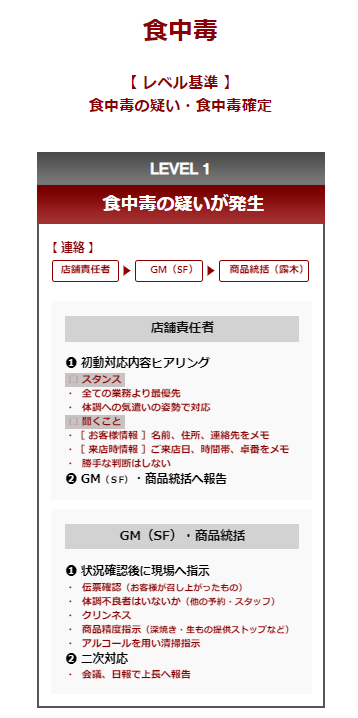 食中毒
【 レベル基準 】
食中毒の疑い・食中毒確定
LEVEL 1
食中毒の疑いが発生
【 連絡 】
店舗責任者 ▶ GM（SF） ▶ 商品統括（露木）
店舗責任者
❶ 初動対応内容ヒアリング
□ スタンス
・ 全ての業務より最優先
・ 体調への気遣いの姿勢で対応
□ 聞くこと
・［ お客様情報 ］名前、住所、連絡先をメモ
・［ 来店時情報 ］ご来店日、時間帯、卓番をメモ
・ 勝手な判断はしない
❷ GM（SF）・商品統括へ報告
GM（SF）・商品統括
❶ 状況確認後に現場へ指示
・ 伝票確認（お客様が召し上がったもの）
・ 体調不良者はいないか（他の予約・スタッフ）
・ クリンネス
・ 商品精度指示（深焼き・生もの提供ストップなど）
・ アルコールを用い清掃指示
❷ 二次対応
・ 会議、日報で上長へ報告